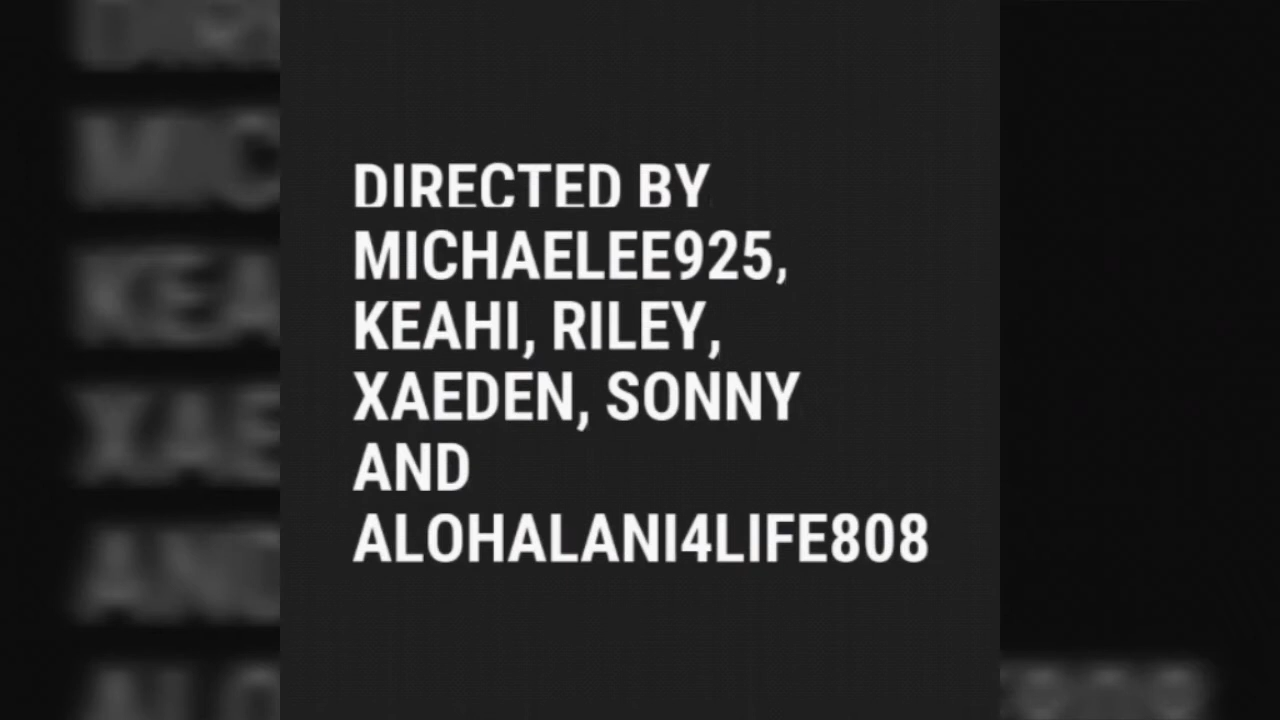 DIRECTED BY
MICHAELEE925,
KEAHI, RILEY,
XAEDEN, SONNY
AND
ALOHALANI4LIFE808